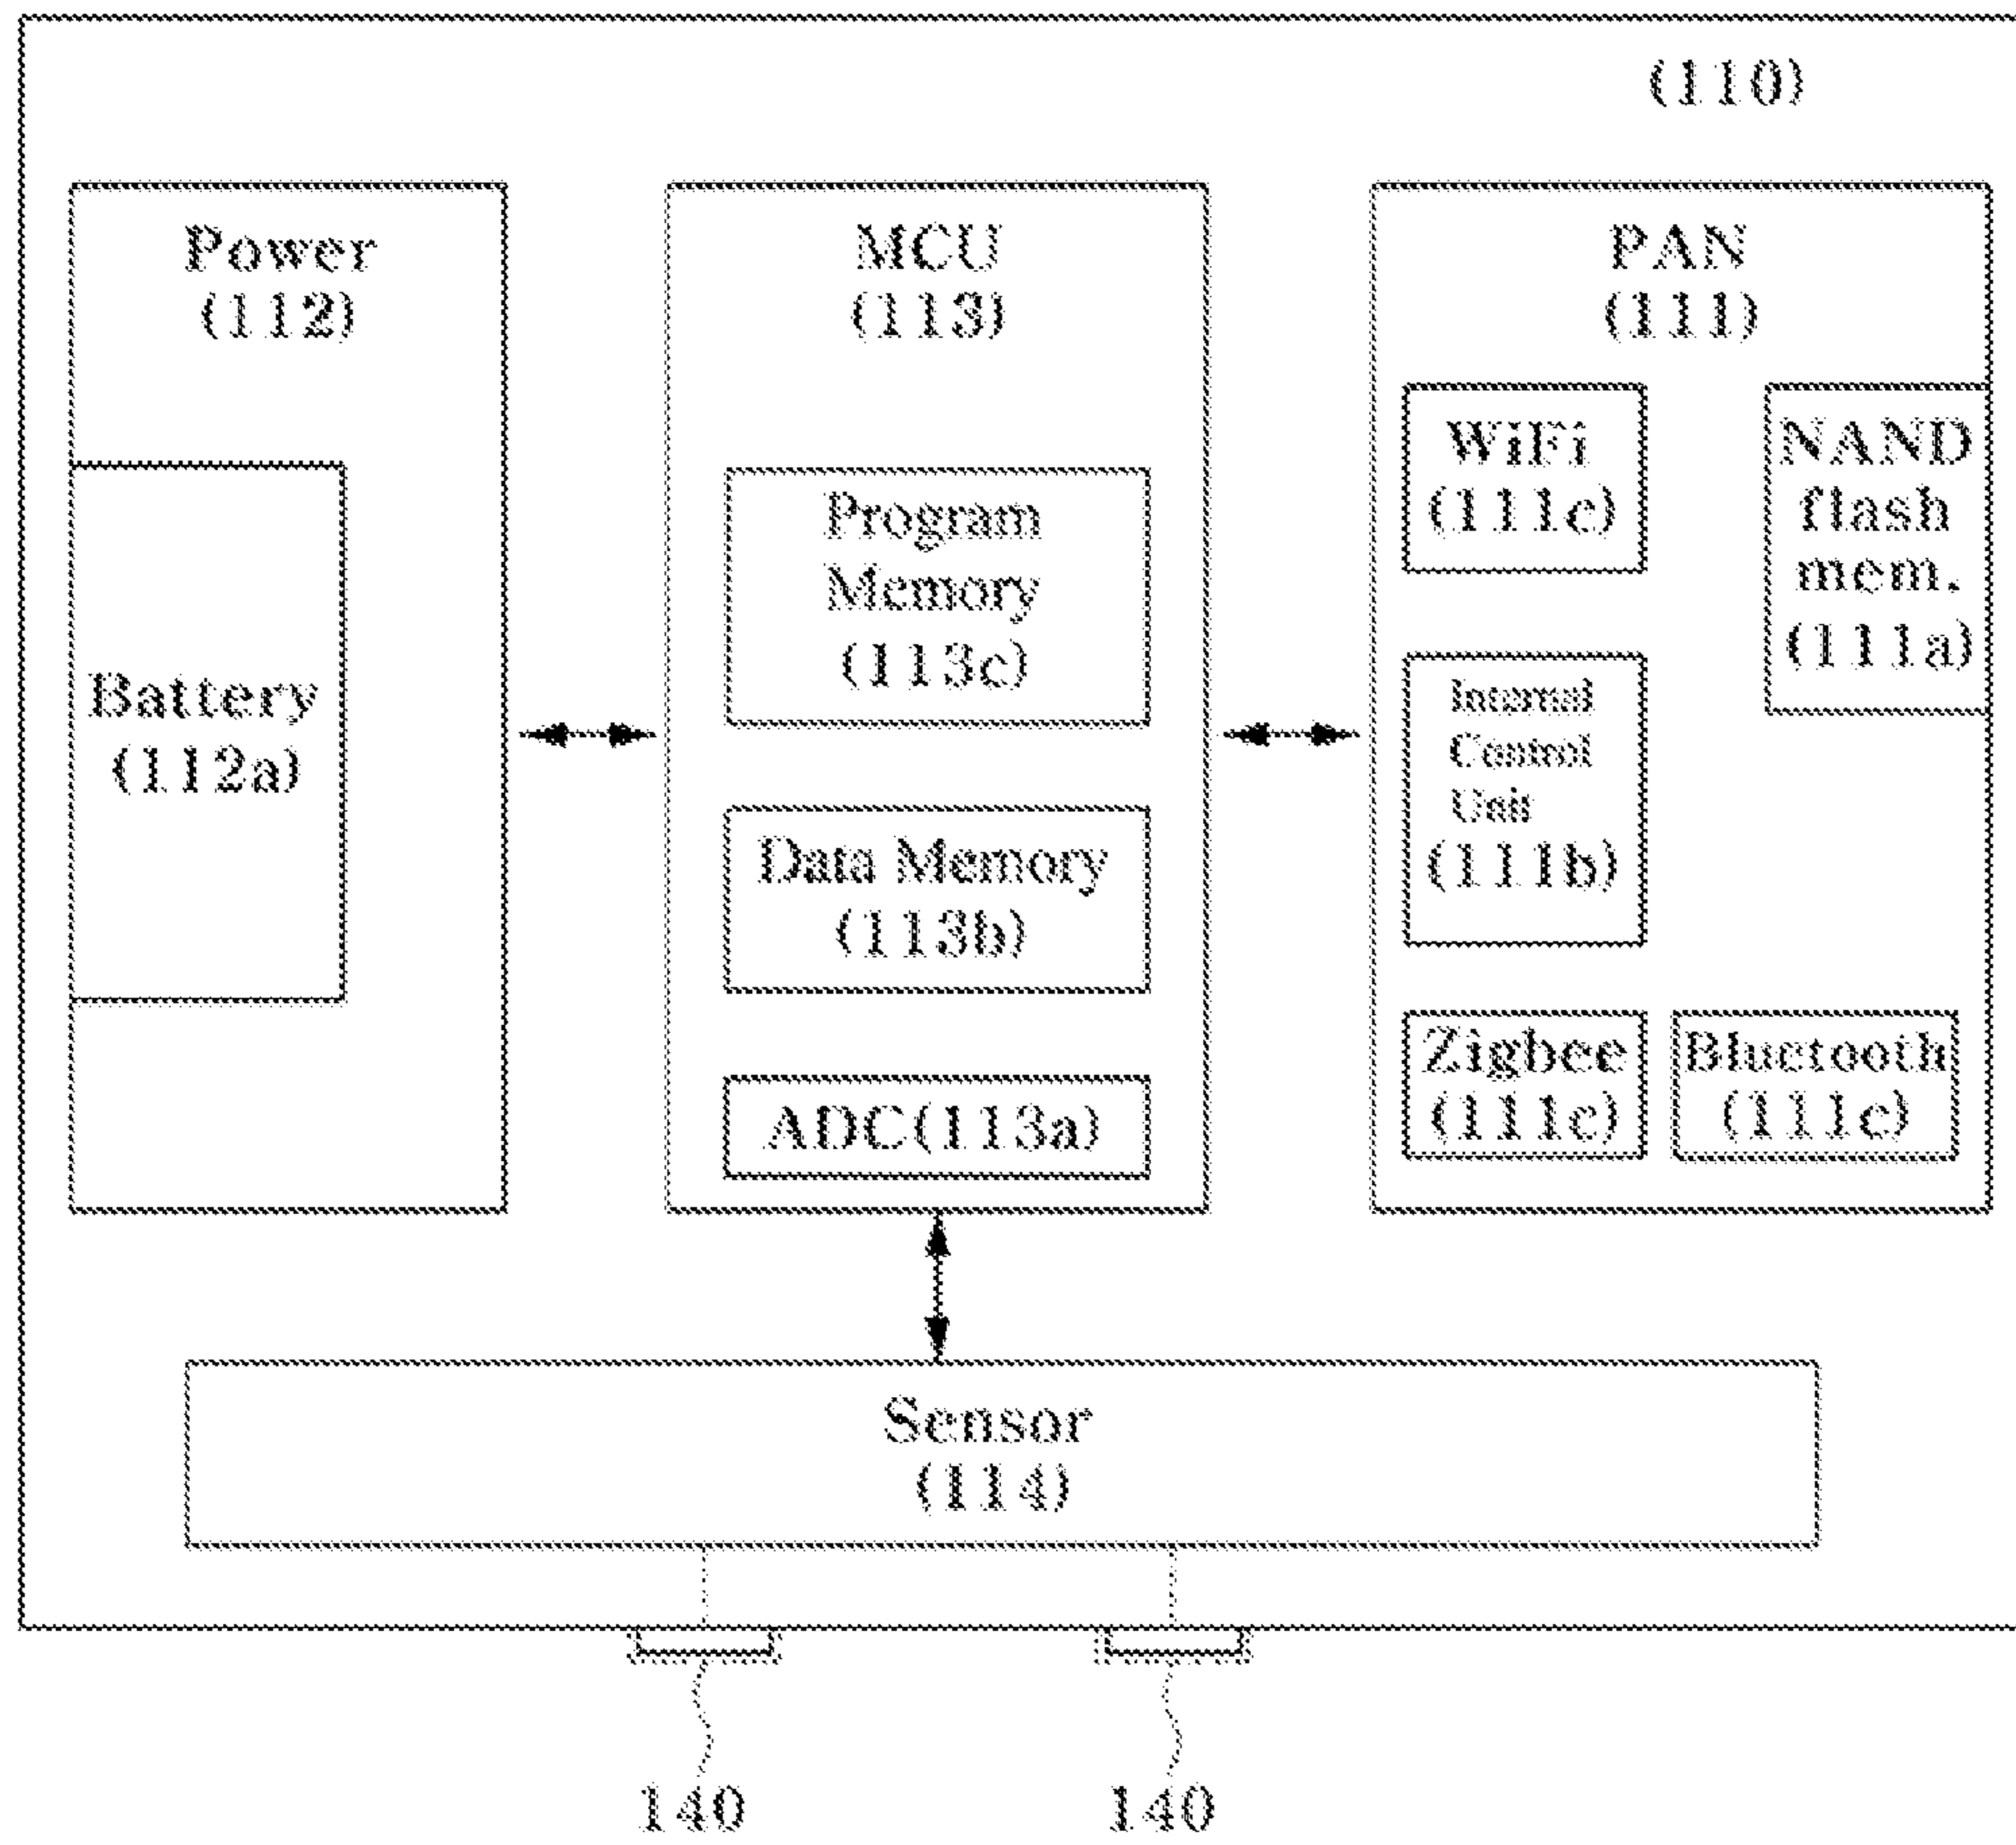 (110)
Power
(112)
Battery
(112a)
MCU
(113)
Program
Memory
(113c)
Data Memory
(113b)
ADC(113a)
PAN
(111)
WiFi
(111c)
NAND
flash
mem.
(111a)
Internal
Control
Unit
(111b)
Zigbee
(111c)
Bluetooth
(111c)
Sensor
(114)
140
140